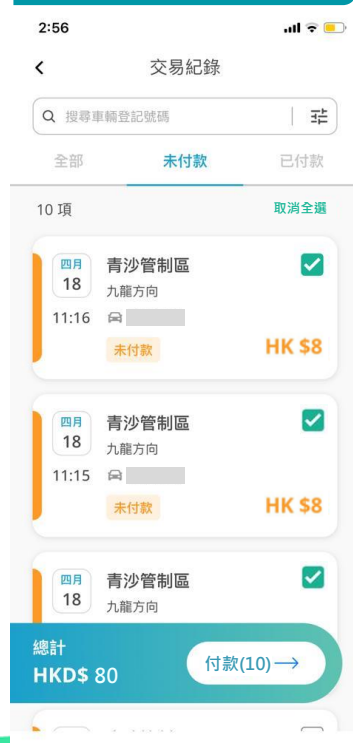 2:56
交易紀錄
搜尋車輛登記號碼
全部 未付款 已付款
10 項 取消全選
四月
18
11:16
青沙管制區
九龍方向
未付款
HK $8
四月
18
11:15
青沙管制區
九龍方向
未付款
HK $8
四月
18
青沙管制區
九龍方向
總計
HKD$ 80
付款(10)→